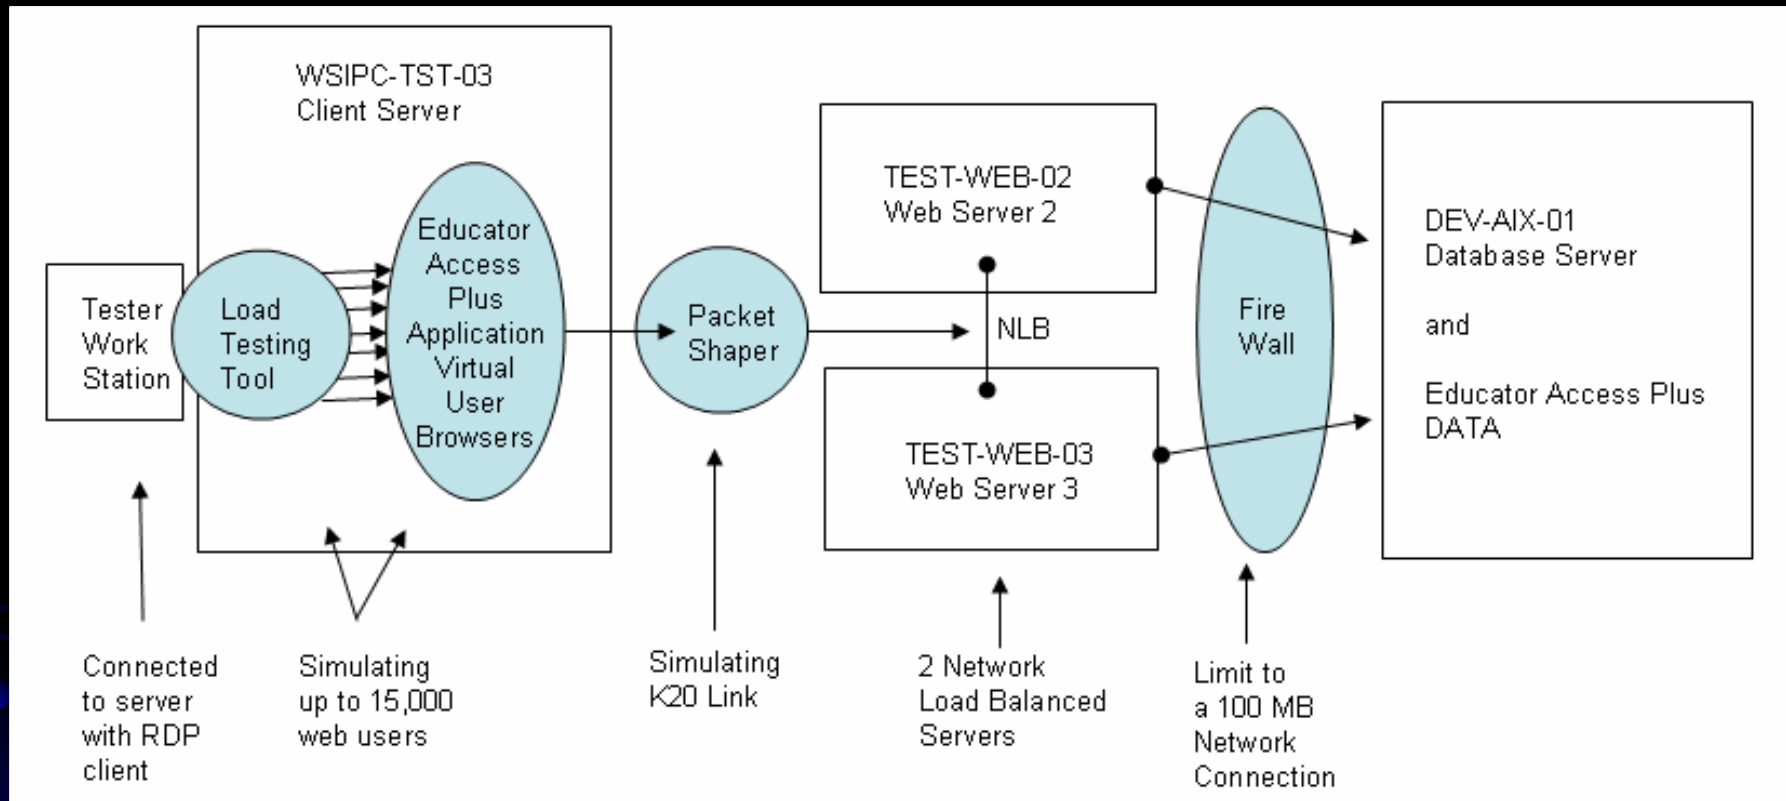 WSIPC-TST-03
Client Server
Tester
Work
Station
Load
Testing
Tool
Educator
Access
Plus
Application
Virtual
User
Browsers
Packet
Shaper
TEST-WEB-02
Web Server 2
NLB
TEST-WEB-03
Web Server 3
Fire
Wall
DEV-AIX-01
Database Server
and
Educator Access Plus
DATA
Connected
to server
with RDP
client
Simulating
up to 15,000
web users
Simulating
K20 Link
2 Network
Load Balanced
Servers
Limit to
a 100 MB
Network
Connection